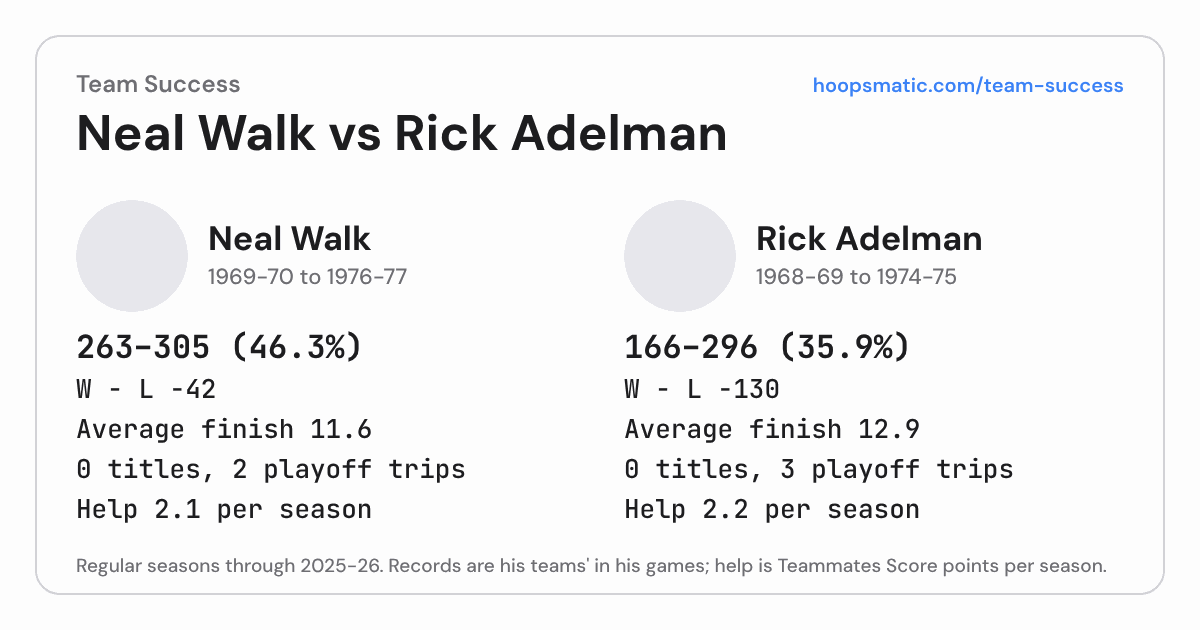 Team Success
hoopsmatic.com/team-success
Neal Walk vs Rick Adelman
Neal Walk
1969-70 to 1976-77
263-305 (46.3%)
W - L -42
Average finish 11.6
0 titles, 2 playoff trips
Help 2.1 per season
Rick Adelman
1968-69 to 1974-75
166-296 (35.9%)
W - L -130
Average finish 12.9
0 titles, 3 playoff trips
Help 2.2 per season
Regular seasons through 2025-26. Records are his teams' in his games; help is Teammates Score points per season.